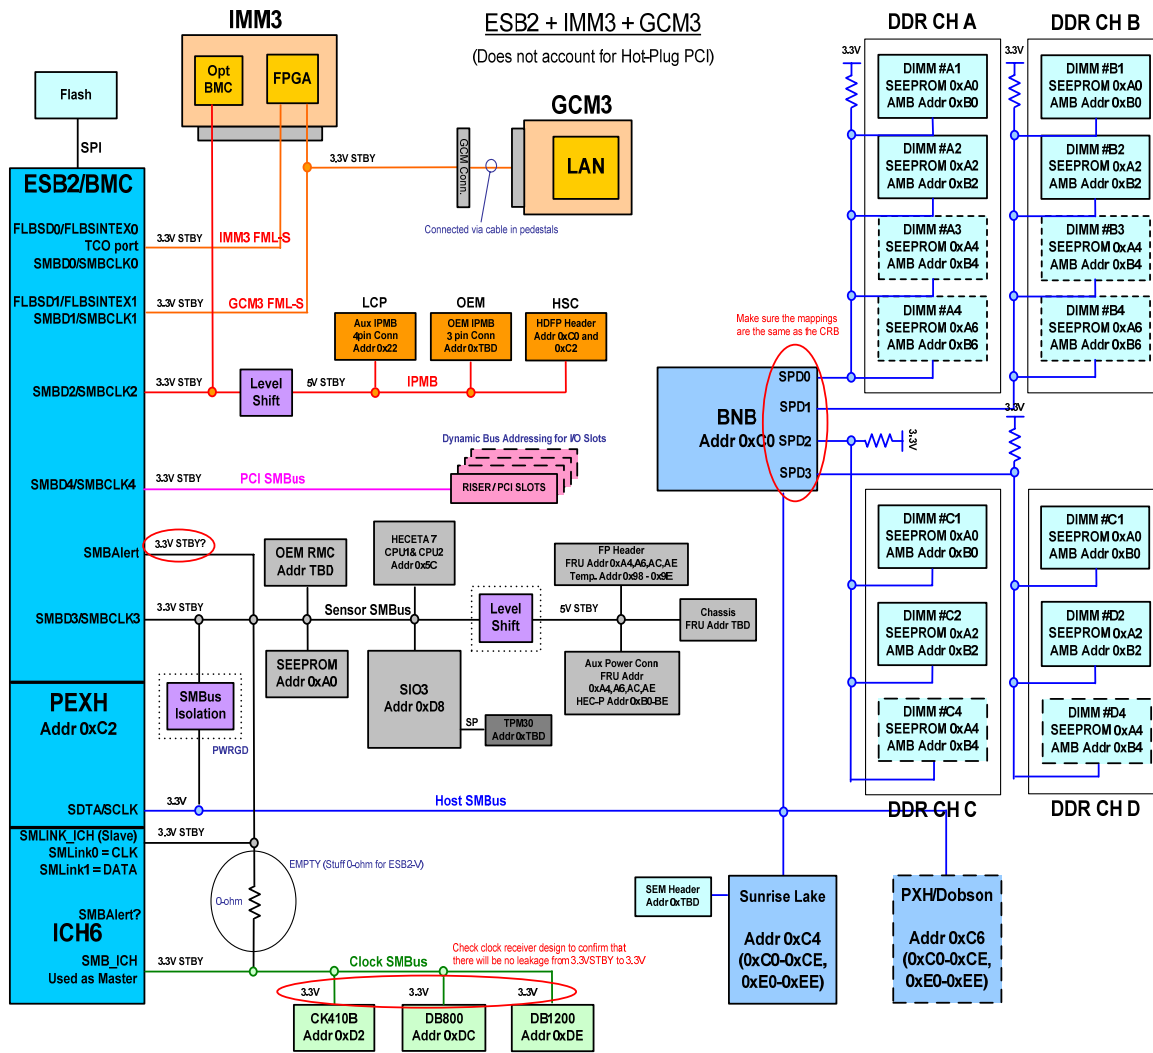 ESB2 + IMM3 + GCM3
(Does not account for Hot-Plug PCI)
IMM3
Opt
BMC
FPGA
Flash
SPI
GCM3
GCM Conn.
LAN
3.3V STBY
Connected via cable in pedestals
ESB2/BMC
FLBSD0/FLBSINTEX0
TCO port
SMBD0/SMBCLK0
3.3V STBY
IMM3 FML-S
FLBSD1/FLBSINTEX1
SMBD1/SMBCLK1
3.3V STBY
GCM3 FML-S
LCP
Aux IPMB
4pin Conn
Addr 0x22
OEM
OEM IPMB
3 pin Conn
Addr 0xTBD
HSC
HDFP Header
Addr 0xC0 and
0xC2
SMBD2/SMBCLK2
3.3V STBY
Level
Shift
5V STBY
IPMB
Dynamic Bus Addressing for I/O Slots
SMBD4/SMBCLK4
3.3V STBY
PCI SMBus
RISER / PCI SLOTS
SMBAlert
3.3V STBY?
OEM RMC
Addr TBD
HECETA 7
CPU1& CPU2
Addr 0x5C
FP Header
FRU Addr 0xA4,A6,AC,AE
Temp. Addr 0x98 - 0x9E
SMBD3/SMBCLK3
3.3V STBY
Sensor SMBus
Level
Shift
5V STBY
Chassis
FRU Addr TBD
SEEPROM
Addr 0xA0
SIO3
Addr 0xD8
SP
TPM30
Addr 0xTBD
Aux Power Conn
FRU Addr
0xA4,A6,AC,AE
HEC-P Addr 0xB0-BE
SMBus
Isolation
PWRGD
PEXH
Addr 0xC2
SDTA/SCLK
3.3V
Host SMBus
SMLINK_ICH (Slave)
SMLink0 = CLK
SMLink1 = DATA
3.3V STBY
EMPTY (Stuff 0-ohm for ESB2-V)
0-ohm
SMBAlert?
ICH6
SMB_ICH
Used as Master
3.3V STBY
Clock SMBus
Check clock receiver design to confirm that
there will be no leakage from 3.3VSTBY to 3.3V
3.3V
3.3V
3.3V
CK410B
Addr 0xD2
DB800
Addr 0xDC
DB1200
Addr 0xDE
SEM Header
Addr 0xTBD
Sunrise Lake
Addr 0xC4
(0xC0-0xCE,
0xE0-0xEE)
PXH/Dobson
Addr 0xC6
(0xC0-0xCE,
0xE0-0xEE)
Make sure the mappings
are the same as the CRB
BNB
Addr 0xC0
SPD0
SPD1
SPD2
SPD3
3.3V
3.3V
DDR CH A
3.3V
DIMM #A1
SEEPROM 0xA0
AMB Addr 0xB0
DIMM #A2
SEEPROM 0xA2
AMB Addr 0xB2
DIMM #A3
SEEPROM 0xA4
AMB Addr 0xB4
DIMM #A4
SEEPROM 0xA6
AMB Addr 0xB6
DDR CH B
3.3V
DIMM #B1
SEEPROM 0xA0
AMB Addr 0xB0
DIMM #B2
SEEPROM 0xA2
AMB Addr 0xB2
DIMM #B3
SEEPROM 0xA4
AMB Addr 0xB4
DIMM #B4
SEEPROM 0xA6
AMB Addr 0xB6
DIMM #C1
SEEPROM 0xA0
AMB Addr 0xB0
DIMM #C2
SEEPROM 0xA2
AMB Addr 0xB2
DIMM #C4
SEEPROM 0xA4
AMB Addr 0xB4
DDR CH C
DIMM #C1
SEEPROM 0xA0
AMB Addr 0xB0
DIMM #D2
SEEPROM 0xA2
AMB Addr 0xB2
DIMM #D4
SEEPROM 0xA4
AMB Addr 0xB4
DDR CH D